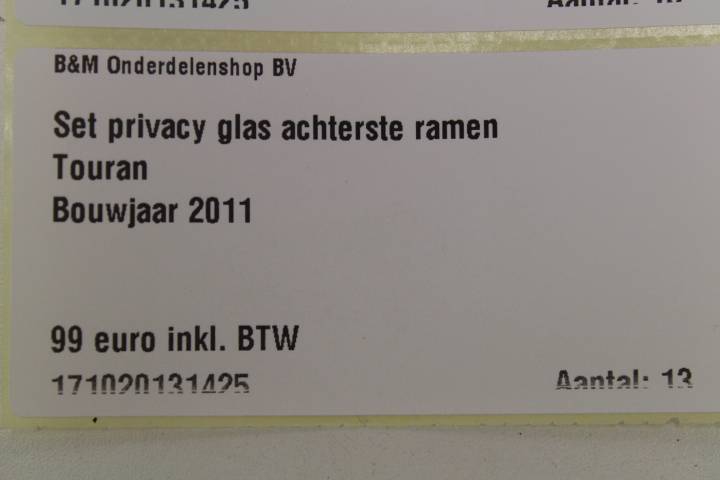 B&M Onderdelenshop BV
Set privacy glas achterste ramen
Touran
Bouwjaar 2011
99 euro inkl. BTW
171020131425 Aantal: 13